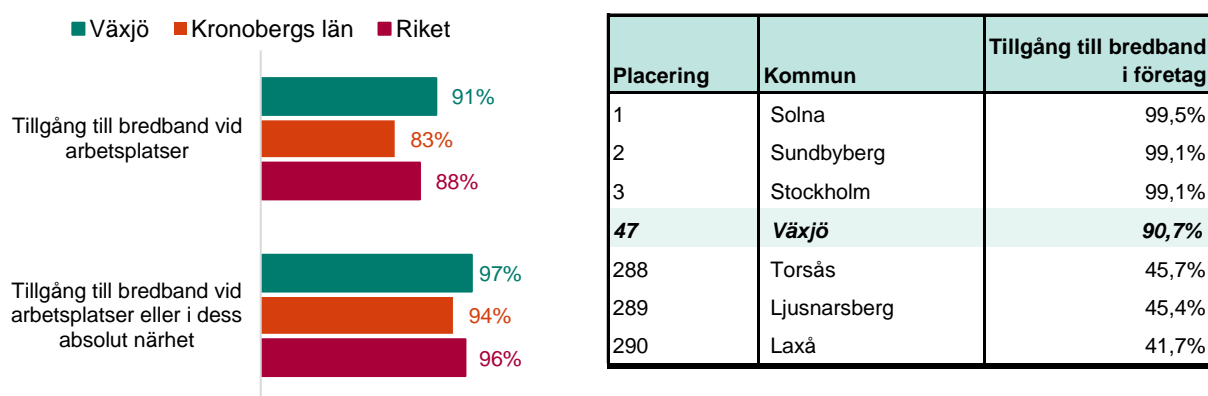 Växjö Kronobergs län Riket
Tillgång till bredband vid
arbetsplatser
91%
83%
88%
Tillgång till bredband vid
arbetsplatser eller i dess
absolut närhet
97%
94%
96%
Tillgång till bredband
Placering Kommun i företag
1 Solna 99,5%
2 Sundbyberg 99,1%
3 Stockholm 99,1%
47 Växjö 90,7%
288 Torsås 45,7%
289 Ljusnarsberg 45,4%
290 Laxå 41,7%